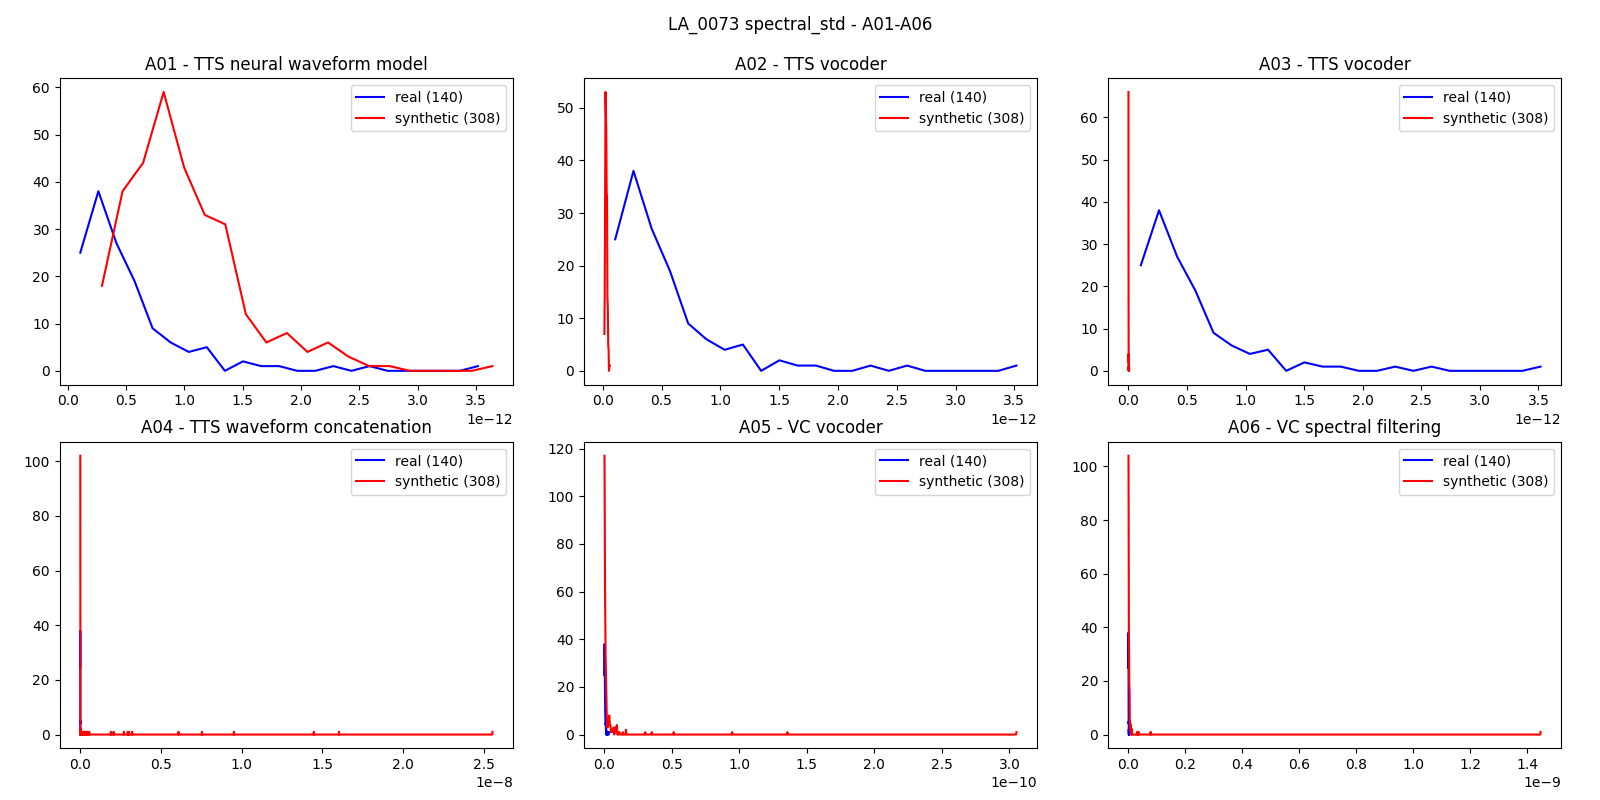 LA_0073 spectral_std - A01-A06
A01 - TTS neural waveform model
60
50
40
30
20
10
0
real (140)
synthetic (308)
0.0 0.5 1.0 1.5 2.0 2.5 3.0 3.5
1e−12
A02 - TTS vocoder
50
40
30
20
10
0
real (140)
synthetic (308)
0.0 0.5 1.0 1.5 2.0 2.5 3.0 3.5
1e−12
A03 - TTS vocoder
60
50
40
30
20
10
0
real (140)
synthetic (308)
0.0 0.5 1.0 1.5 2.0 2.5 3.0 3.5
1e−12
A04 - TTS waveform concatenation
100
80
60
40
20
0
real (140)
synthetic (308)
0.0 0.5 1.0 1.5 2.0 2.5
1e−8
A05 - VC vocoder
120
100
80
60
40
20
0
real (140)
synthetic (308)
0.0 0.5 1.0 1.5 2.0 2.5 3.0
1e−10
A06 - VC spectral filtering
100
80
60
40
20
0
real (140)
synthetic (308)
0.0 0.2 0.4 0.6 0.8 1.0 1.2 1.4
1e−9